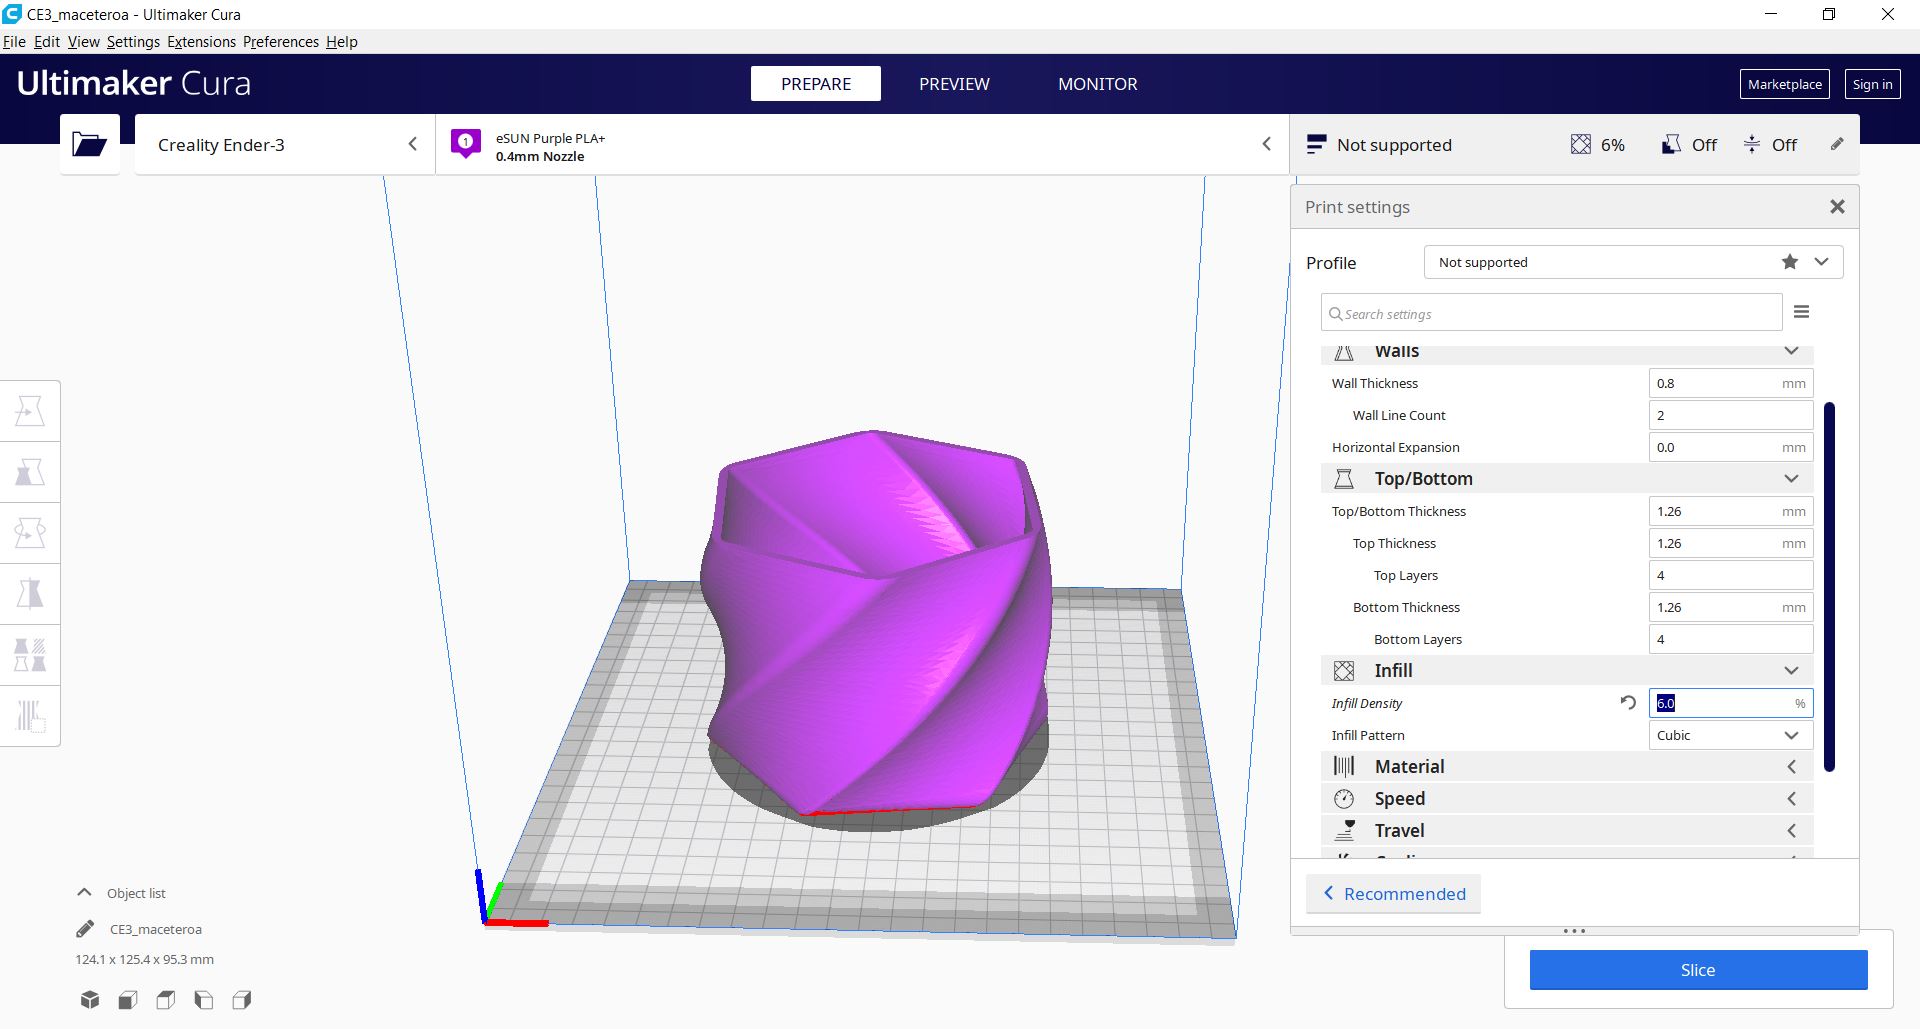 CE3_maceteroa - Ultimaker Cura
File Edit View Settings Extensions Preferences Help
Ultimaker Cura
PREPARE
PREVIEW
MONITOR
Marketplace
Sign in
Creality Ender-3
1
eSUN Purple PLA+
0.4mm Nozzle
Not supported
6%
Off
Off
Print settings
Profile
Not supported
Search settings
Walls
Wall Thickness 0.8 mm
Wall Line Count 2
Horizontal Expansion 0.0 mm
Top/Bottom
Top/Bottom Thickness 1.26 mm
Top Thickness 1.26 mm
Top Layers 4
Bottom Thickness 1.26 mm
Bottom Layers 4
Infill
Infill Density 6.0 %
Infill Pattern Cubic
Material
Speed
Travel
Recommended
Object list
CE3_maceteroa
124.1 x 125.4 x 95.3 mm
Slice